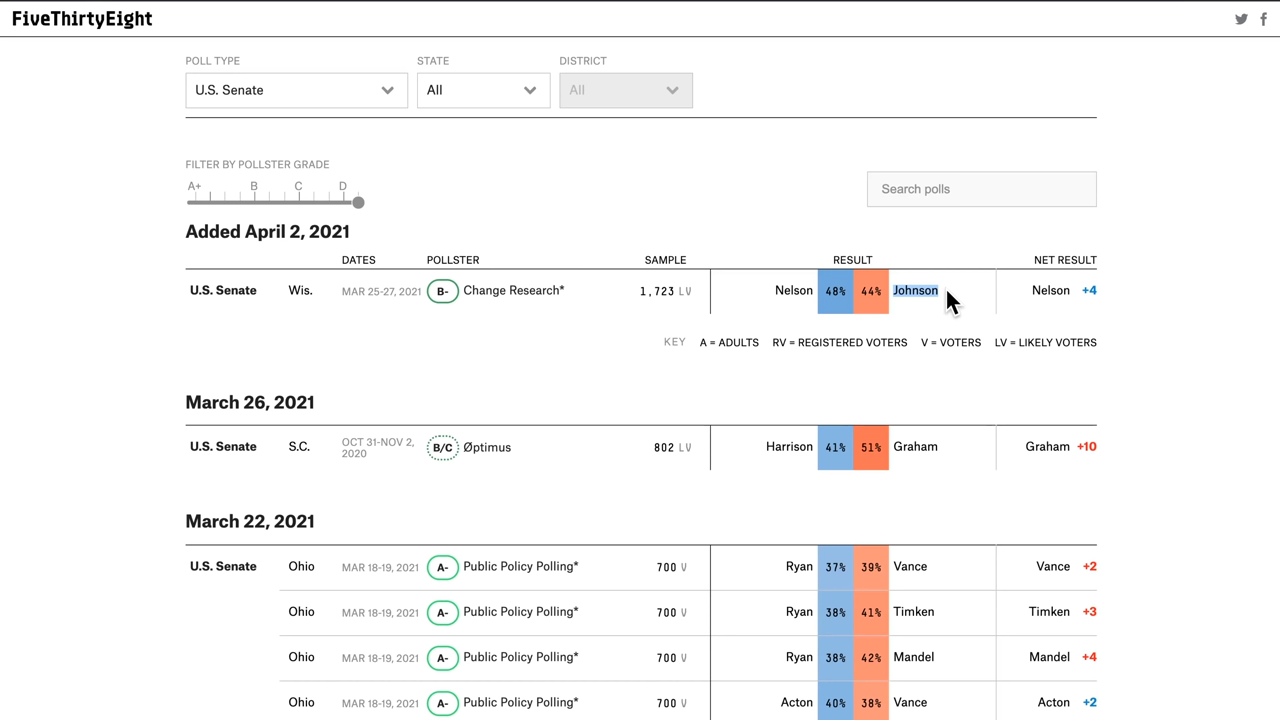 FiveThirtyEight
POLL TYPE STATE DISTRICT
U.S. Senate All All
FILTER BY POLLSTER GRADE
A+ B C D
Search polls
Added April 2, 2021
DATES POLLSTER SAMPLE RESULT NET RESULT
U.S. Senate Wis. MAR 25-27, 2021 B- Change Research* 1,723 LV Nelson 48% 44% Johnson Nelson +4
KEY A = ADULTS RV = REGISTERED VOTERS V = VOTERS LV = LIKELY VOTERS
March 26, 2021
U.S. Senate S.C. OCT 31-NOV 2, 2020 B/C Øptimus 802 LV Harrison 41% 51% Graham Graham +10
March 22, 2021
U.S. Senate Ohio MAR 18-19, 2021 A- Public Policy Polling* 700 V Ryan 37% 39% Vance Vance +2
Ohio MAR 18-19, 2021 A- Public Policy Polling* 700 V Ryan 38% 41% Timken Timken +3
Ohio MAR 18-19, 2021 A- Public Policy Polling* 700 V Ryan 38% 42% Mandel Mandel +4
Ohio MAR 18-19, 2021 A- Public Policy Polling* 700 V Acton 40% 38% Vance Acton +2